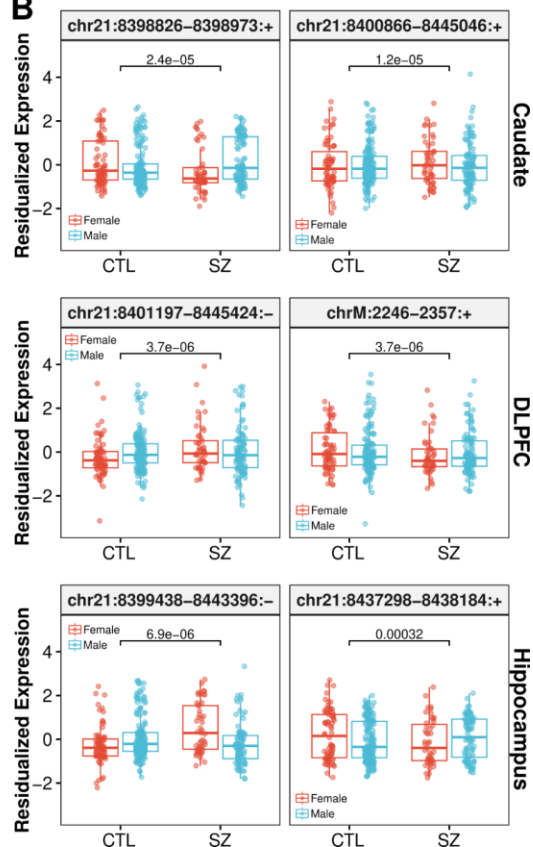 B
chr21:8398826−8398973:+ chr21:8400866−8445046:+
Residualized Expression
4
2
0
−2
2.4e−05
1.2e−05
Female
Male
Female
Male
CTL SZ CTL SZ
Caudate
chr21:8401197−8445424:− chrM:2246−2357:+
Residualized Expression
4
2
0
−2
Female
Male
3.7e−06
3.7e−06
Female
Male
CTL SZ CTL SZ
DLPFC
chr21:8399438−8443396:− chr21:8437298−8438184:+
Residualized Expression
4
2
0
−2
Female
Male
6.9e−06
0.00032
Female
Male
CTL SZ CTL SZ
Hippocampus